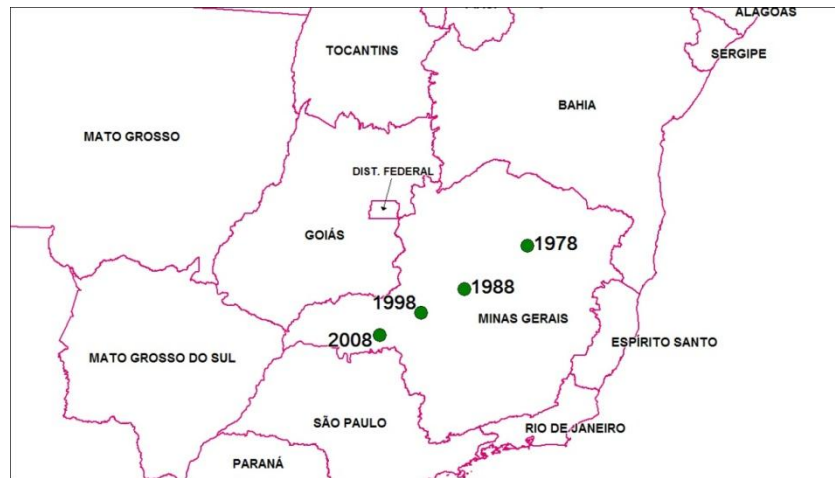 ALAGOAS
TOCANTINS
SERGIPE
BAHIA
MATO GROSSO
DIST. FEDERAL
GOIÁS
1978
1988
1998
MINAS GERAIS
2008
ESPÍRITO SANTO
MATO GROSSO DO SUL
SÃO PAULO
RIO DE JANEIRO
PARANÁ